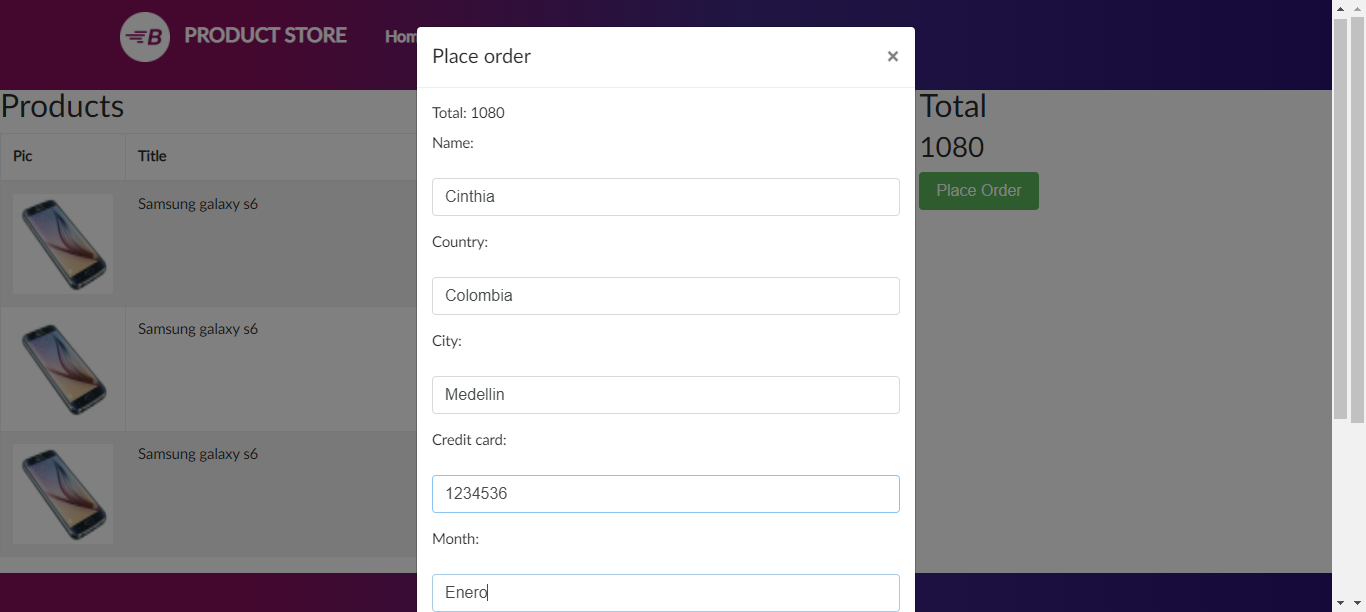 B PRODUCT STORE Hom
Place order ×
Products
Total: 1080
Total
Name:
1080
Pic Title
Cinthia
Place Order
Samsung galaxy s6
Country:
Colombia
Samsung galaxy s6
City:
Medellin
Credit card:
Samsung galaxy s6
1234536
Month:
Enero